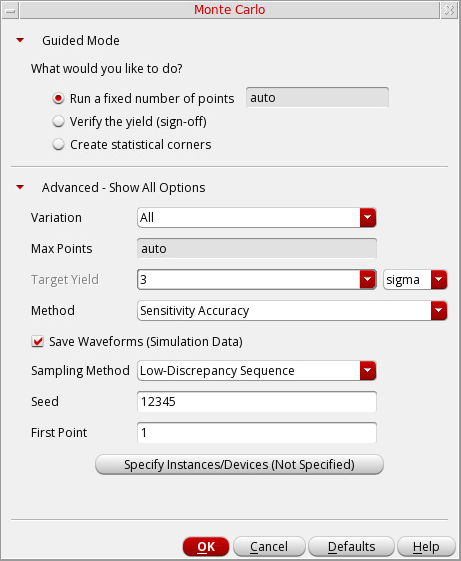 Monte Carlo
Guided Mode
What would you like to do?
Run a fixed number of points auto
Verify the yield (sign-off)
Create statistical corners
Advanced - Show All Options
Variation All
Max Points auto
Target Yield 3 sigma
Method Sensitivity Accuracy
Save Waveforms (Simulation Data)
Sampling Method Low-Discrepancy Sequence
Seed 12345
First Point 1
Specify Instances/Devices (Not Specified)
OK Cancel Defaults Help